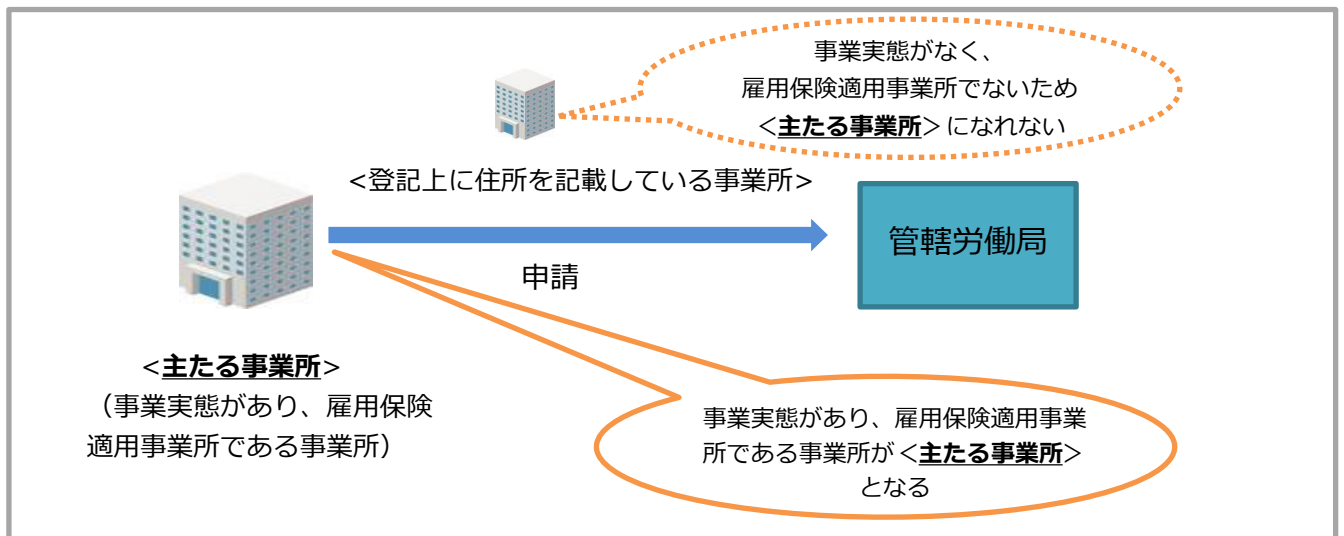 事業実態がなく、
雇用保険適用事業所でないため
<主たる事業所>になれない
<登記上に住所を記載している事業所>
管轄労働局
申請
<主たる事業所>
（事業実態があり、雇用保険
適用事業所である事業所）
事業実態があり、雇用保険適用事業
所である事業所が<主たる事業所>
となる